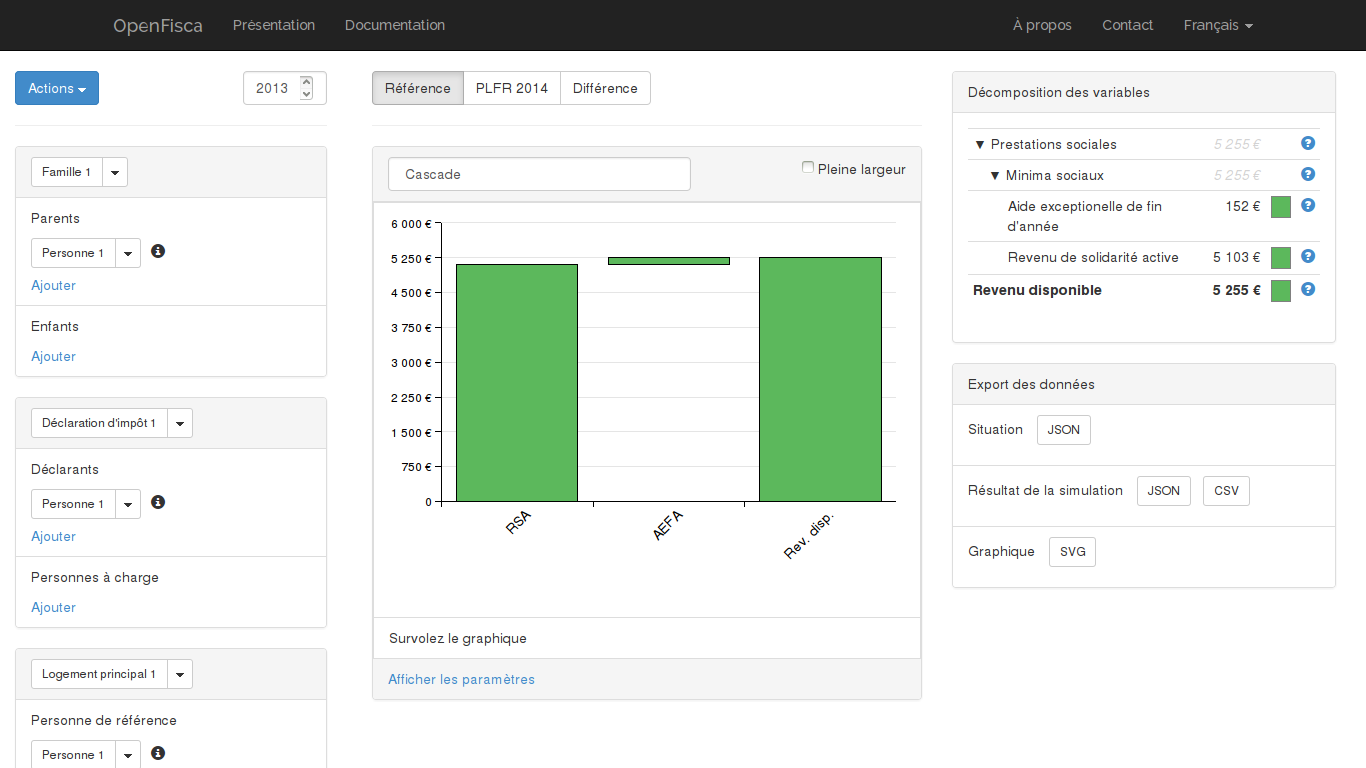 OpenFisca Présentation Documentation À propos Contact Français
Actions
2013
Famille 1
Parents
Personne 1
Ajouter
Enfants
Ajouter
Déclaration d'impôt 1
Déclarants
Personne 1
Ajouter
Personnes à charge
Ajouter
Logement principal 1
Personne de référence
Personne 1
Référence PLFR 2014 Différence
Cascade
Pleine largeur
6 000 €
5 250 €
4 500 €
3 750 €
3 000 €
2 250 €
1 500 €
750 €
0
RSA
AEFA
Rev. disp.
Survolez le graphique
Afficher les paramètres
Décomposition des variables
▼ Prestations sociales 5 255 €
▼ Minima sociaux 5 255 €
Aide exceptionelle de fin 152 €
d'année
Revenu de solidarité active 5 103 €
Revenu disponible 5 255 €
Export des données
Situation JSON
Résultat de la simulation JSON CSV
Graphique SVG